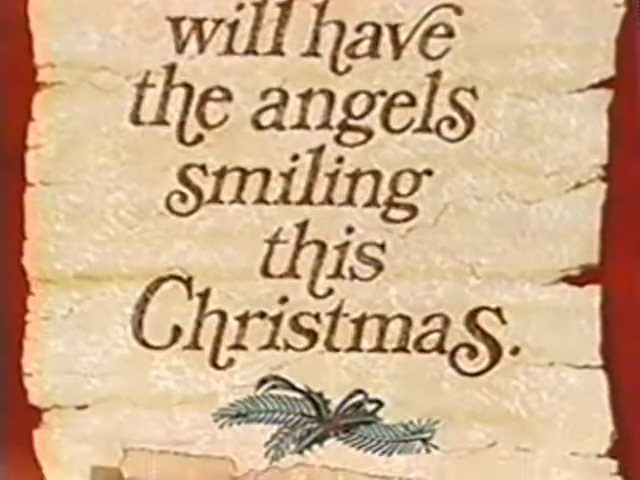 will have
the angels
smiling
this
Christmas.